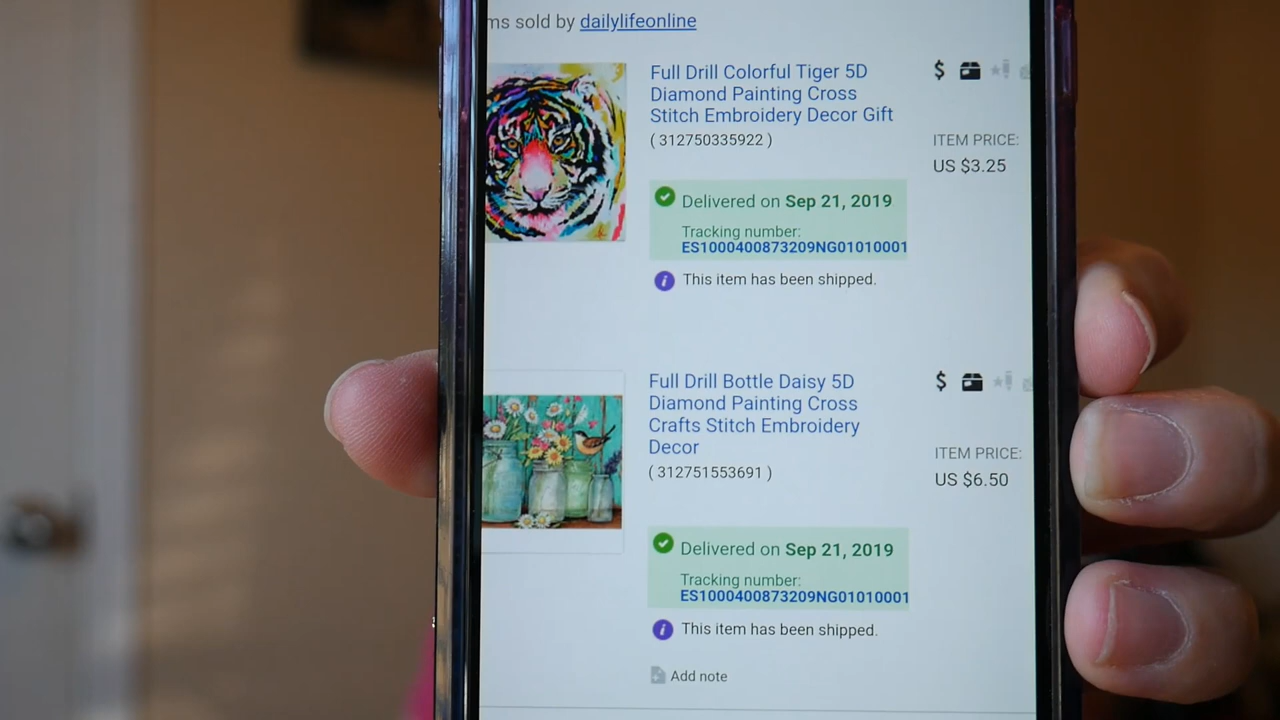 ms sold by dailylifeonline
Full Drill Colorful Tiger 5D
Diamond Painting Cross
Stitch Embroidery Decor Gift
( 312750335922 )
$
ITEM PRICE:
US $3.25
Delivered on Sep 21, 2019
Tracking number:
ES1000400873209NG01010001
This item has been shipped.
Full Drill Bottle Daisy 5D
Diamond Painting Cross
Crafts Stitch Embroidery
Decor
( 312751553691 )
$
ITEM PRICE:
US $6.50
Delivered on Sep 21, 2019
Tracking number:
ES1000400873209NG01010001
This item has been shipped.
Add note